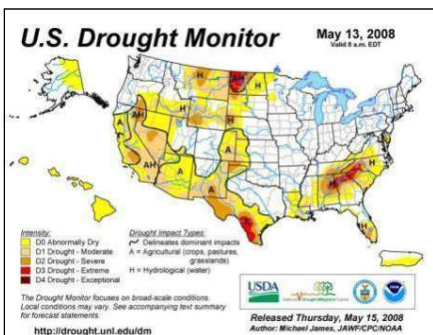 U.S. Drought Monitor
May 13, 2008
Valid 8 a.m. EDT
H
AH
H
A
AH
H
A
AH
A
H
H
H
Intensity:
D0 Abnormally Dry
D1 Drought - Moderate
D2 Drought - Severe
D3 Drought - Extreme
D4 Drought - Exceptional
Drought Impact Types:
Delineates dominant impacts
A = Agricultural (crops, pastures,
grasslands)
H = Hydrological (water)
The Drought Monitor focuses on broad-scale conditions.
Local conditions may vary. See accompanying text summary
for forecast statements.
http://drought.unl.edu/dm
USDA
Released Thursday, May 15, 2008
Author: Michael James, JAWF/CPC/NOAA